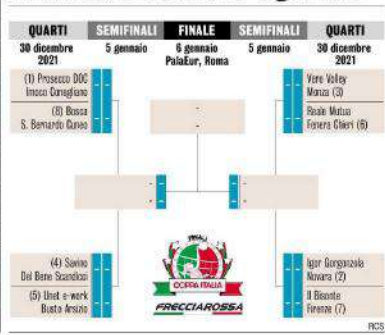 QUARTI SEMIFINALI FINALE SEMIFINALI QUARTI
30 dicembre 2021
5 gennaio
6 gennaio
PalaEur, Roma
5 gennaio
30 dicembre 2021
(1) Prosecco DOC
Imoco Conegliano
(8) Bosca
S. Bernardo Cuneo
(4) Savino
Del Bene Scandicci
(5) Unet e-work
Busto Arsizio
Vero Volley
Monza (3)
Reale Mutua
Fenera Chieri (6)
Igor Gorgonzola
Novara (2)
Il Bisonte
Firenze (7)
COPPA ITALIA
FRECCIAROSSA
RCS